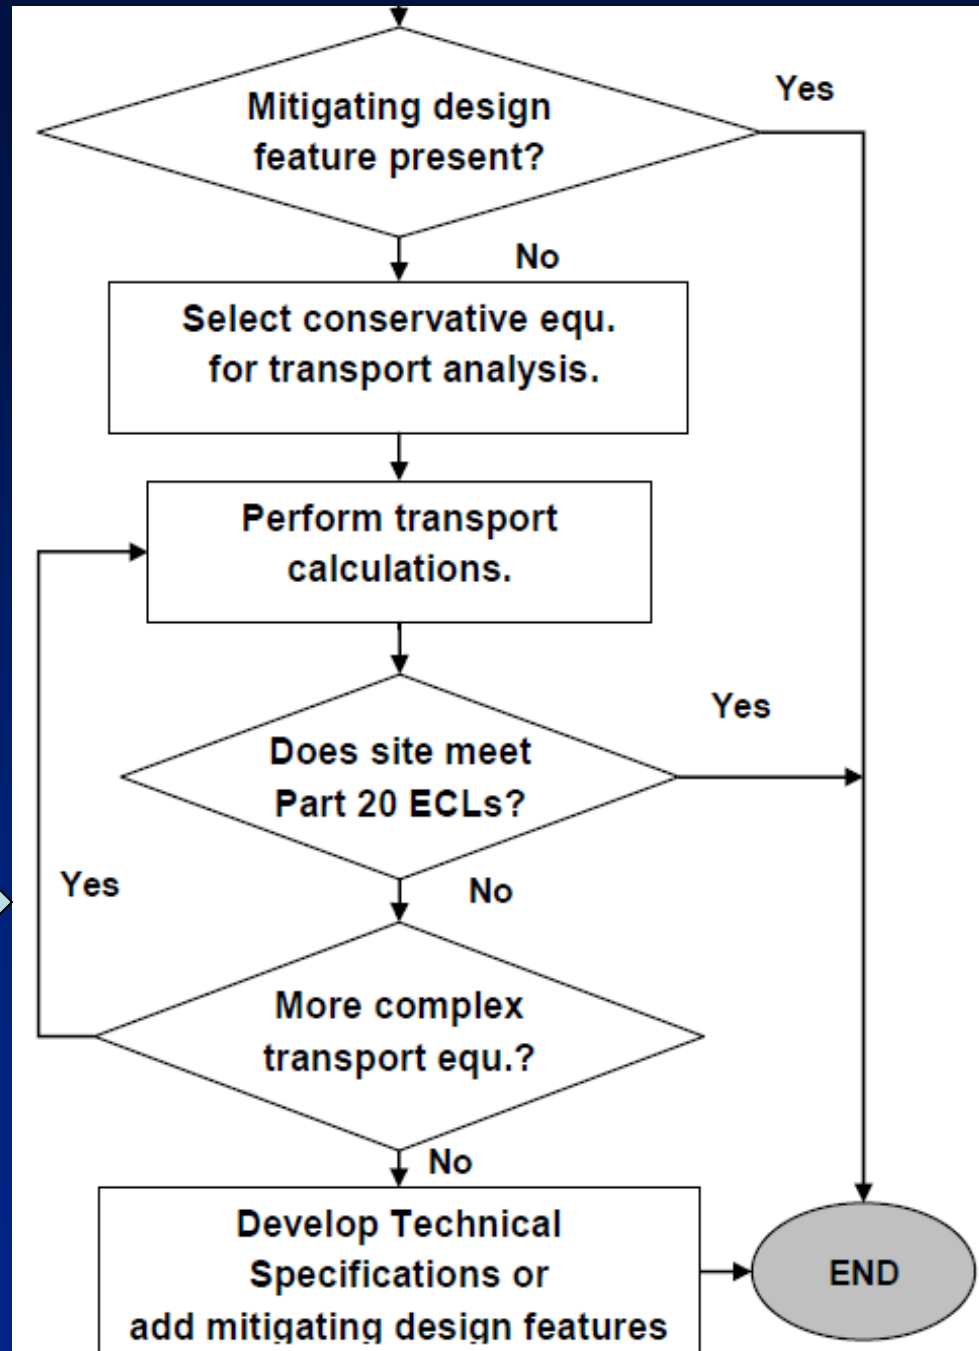 Mitigating design
feature present?
Yes
No
Select conservative equ.
for transport analysis.
Perform transport
calculations.
Does site meet
Part 20 ECLs?
Yes
Yes
No
More complex
transport equ.?
No
Develop Technical
Specifications or
add mitigating design features
END